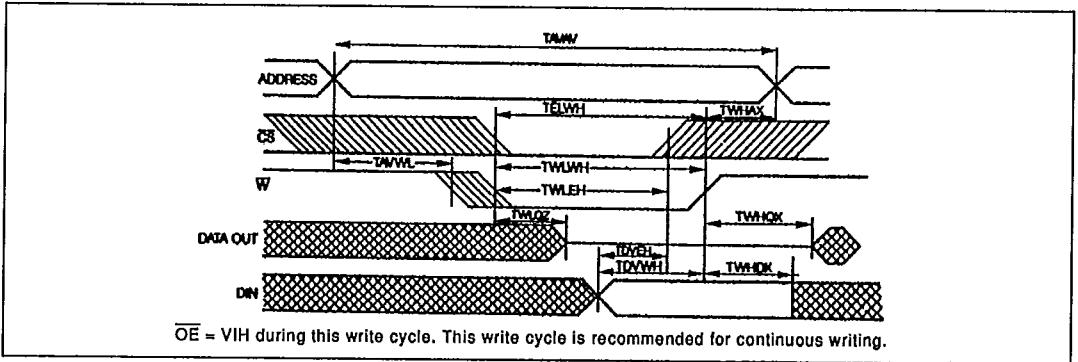 TAVAV
ADDRESS
TELWH
TWHAX
CS
TAVWL
TWLWH
W
TWLEH
TWLQZ
TWHQX
DATA OUT
TDVEH
TDVWH
TWHDX
DIN
OE = VIH during this write cycle. This write cycle is recommended for continuous writing.